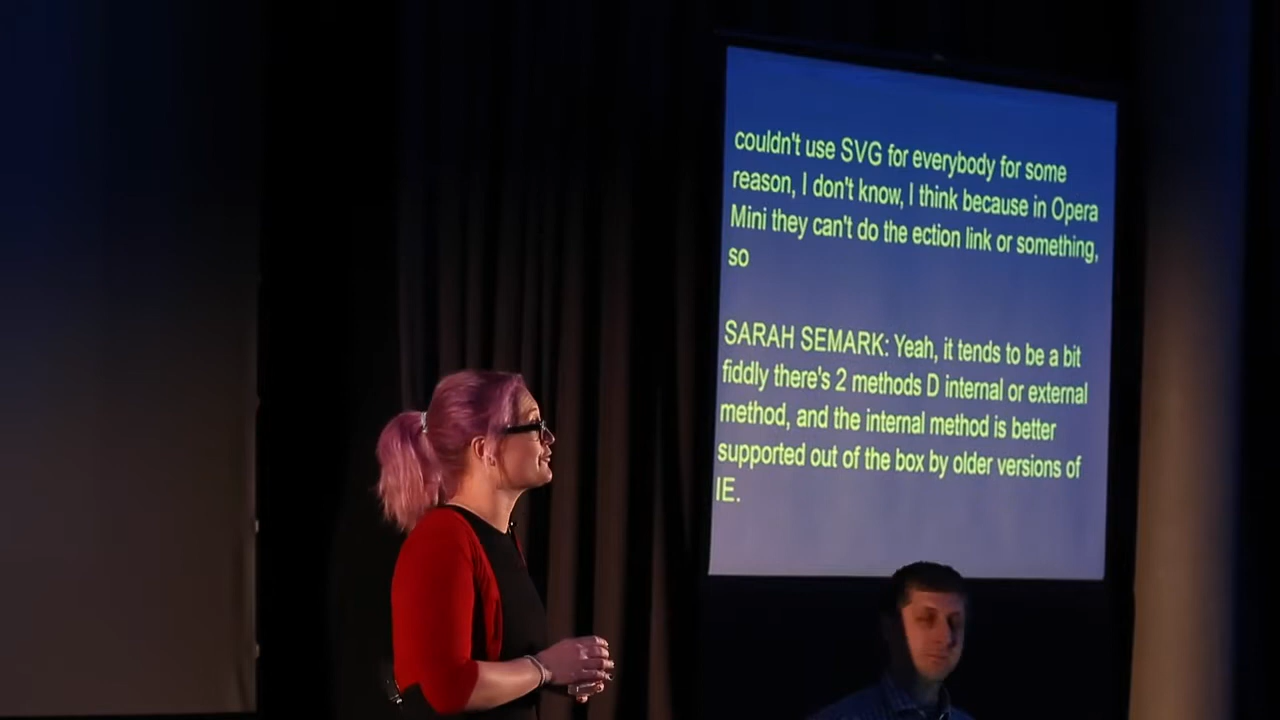 couldn't use SVG for everybody for some
reason, I don't know, I think because in Opera
Mini they can't do the ection link or something,
so
SARAH SEMARK: Yeah, it tends to be a bit
fiddly there's 2 methods D internal or external
method, and the internal method is better
supported out of the box by older versions of
IE.